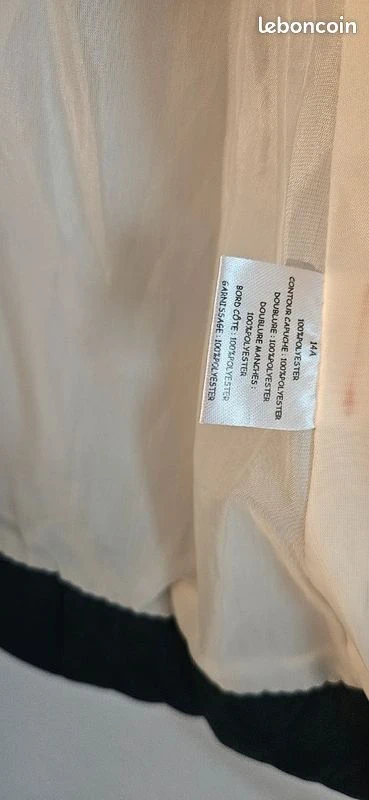 leboncoin
14A
100%POLYESTER
CONTOUR CAPUCHE : 100%POLYESTER
DOUBLURE : 100%POLYESTER
DOUBLURE MANCHES :
100%POLYESTER
BORD CÔTE : 100%POLYESTER
GARNISSAGE : 100%POLYESTER